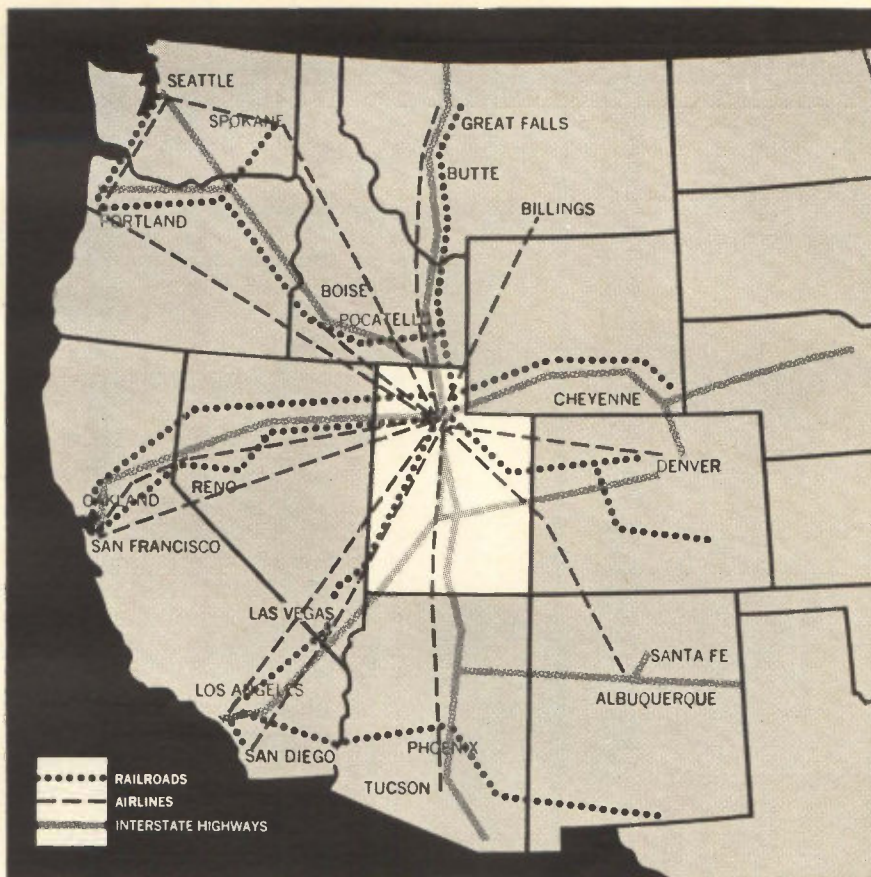 SEATTLE
SPOKANE
GREAT FALLS
BUTTE
BILLINGS
PORTLAND
BOISE
POCATELLO
CHEYENNE
DENVER
RENO
OAKLAND
SAN FRANCISCO
LAS VEGAS
SANTA FE
LOS ANGELES
ALBUQUERQUE
SAN DIEGO
PHOENIX
TUCSON
RAILROADS
AIRLINES
INTERSTATE HIGHWAYS